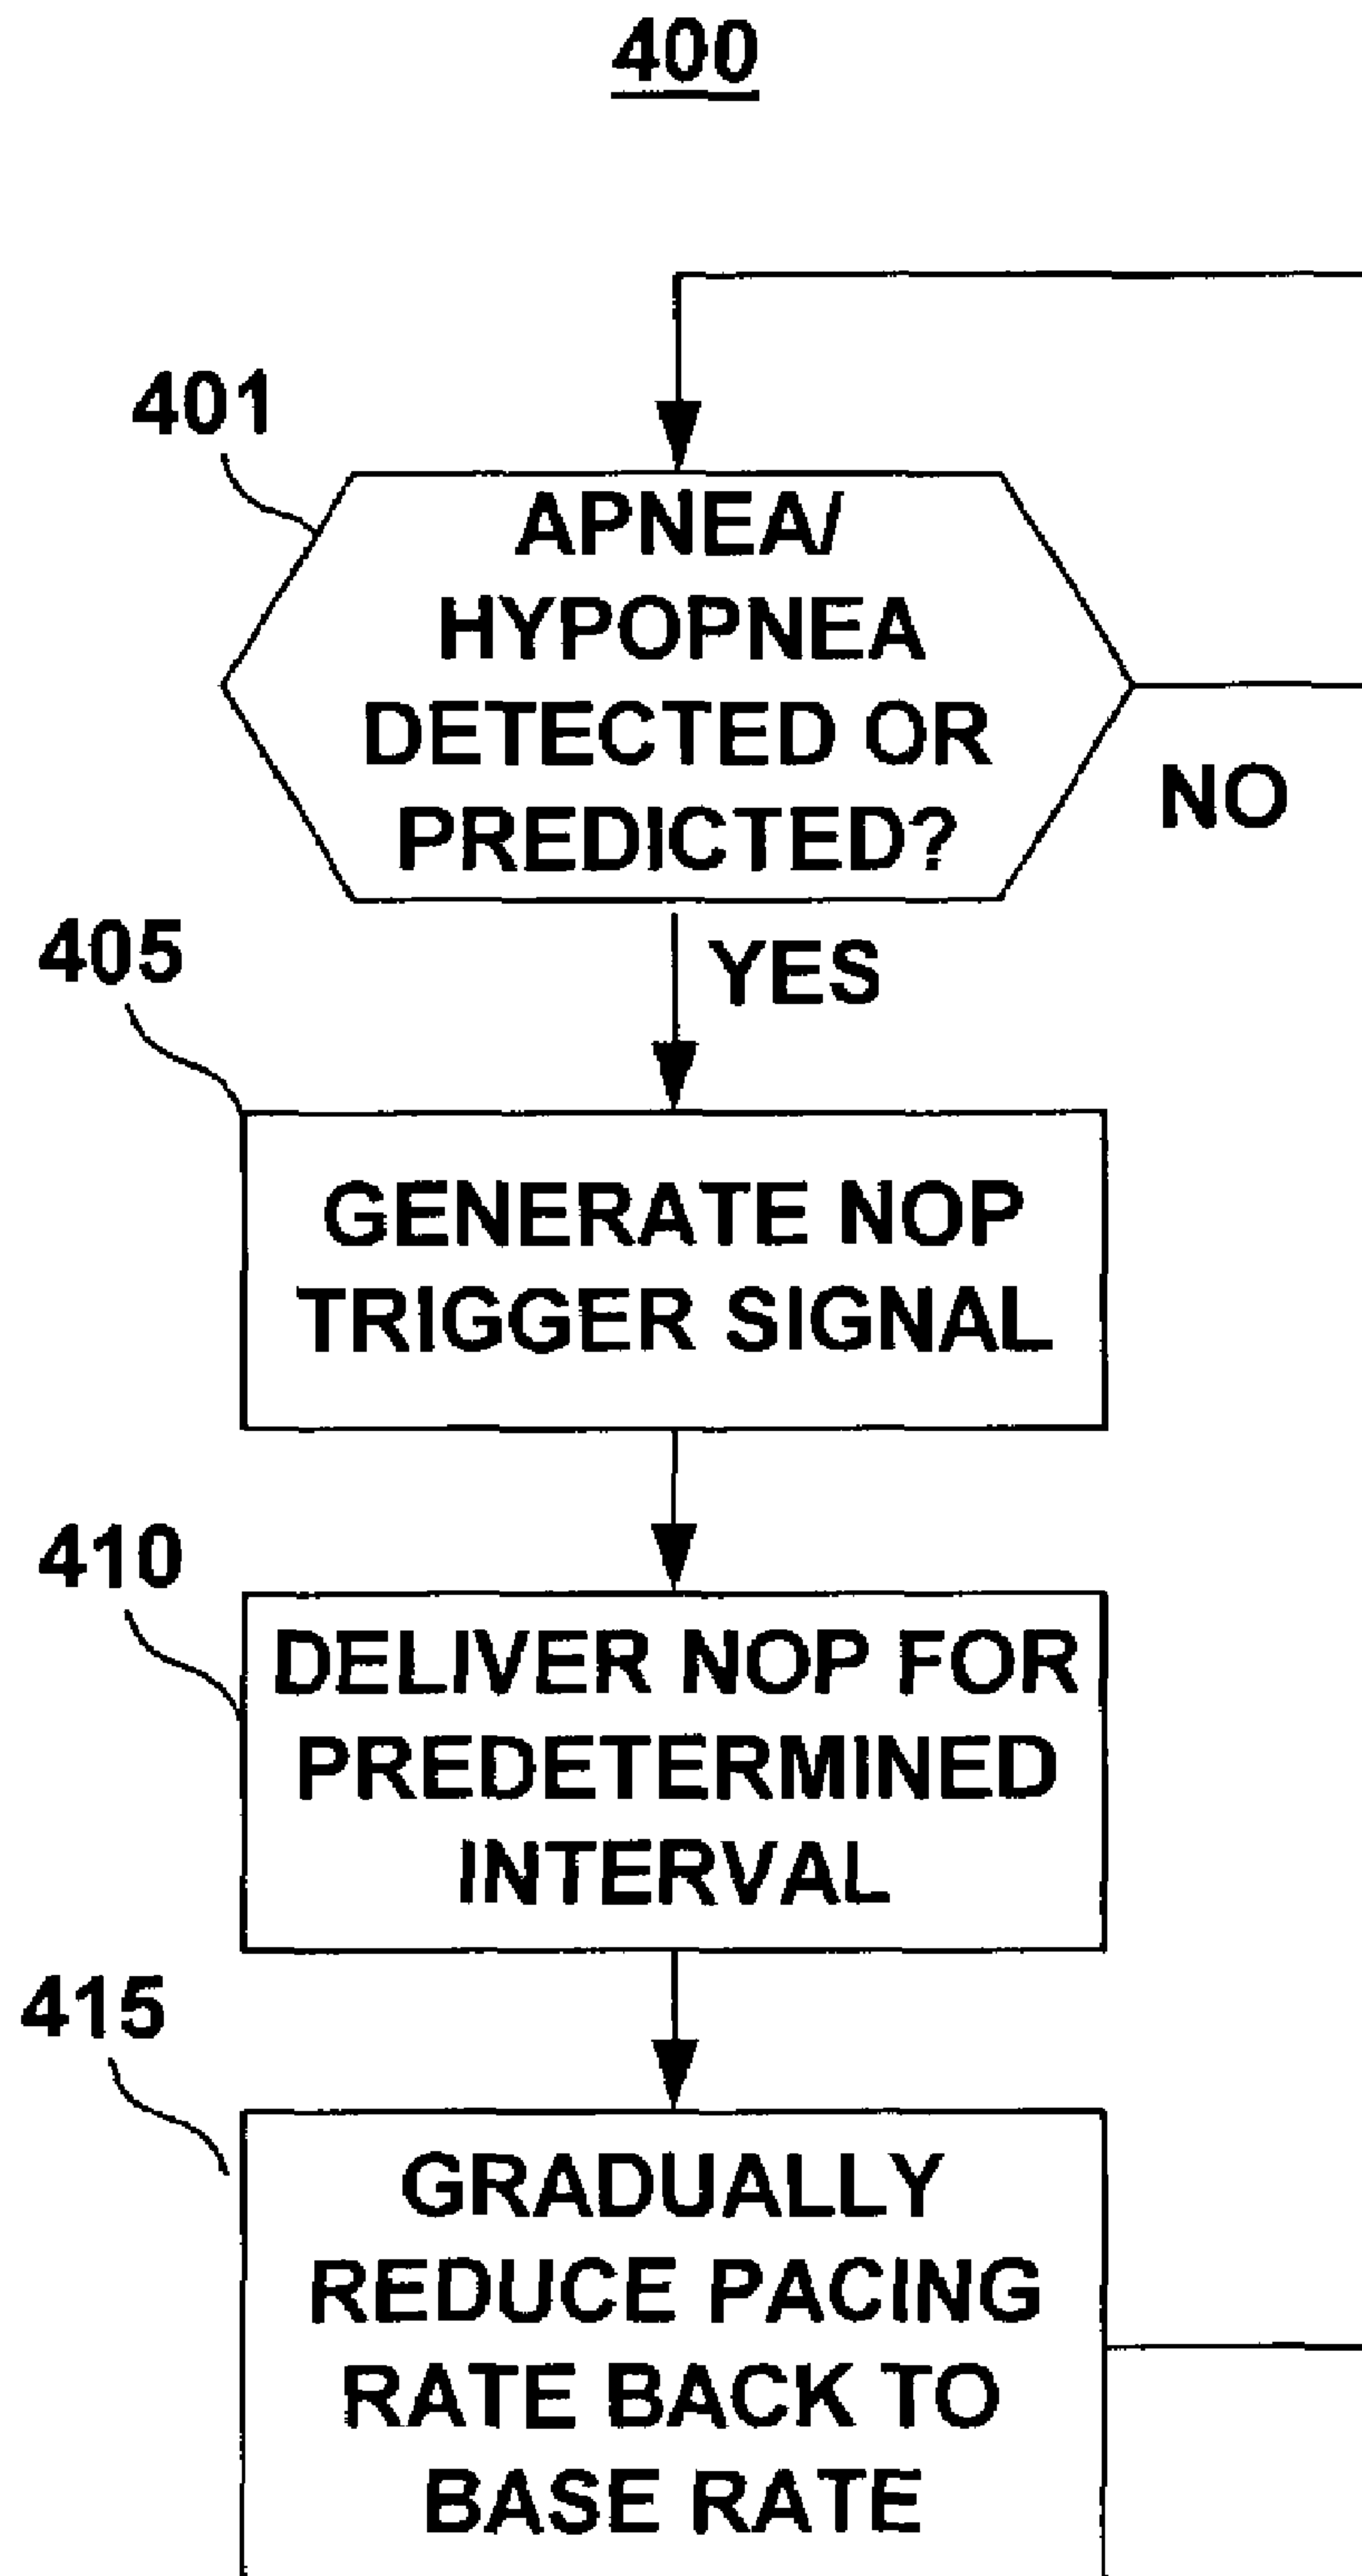 400
401
APNEA/
HYPOPNEA
DETECTED OR
PREDICTED?
NO
YES
405
GENERATE NOP
TRIGGER SIGNAL
410
DELIVER NOP FOR
PREDETERMINED
INTERVAL
415
GRADUALLY
REDUCE PACING
RATE BACK TO
BASE RATE